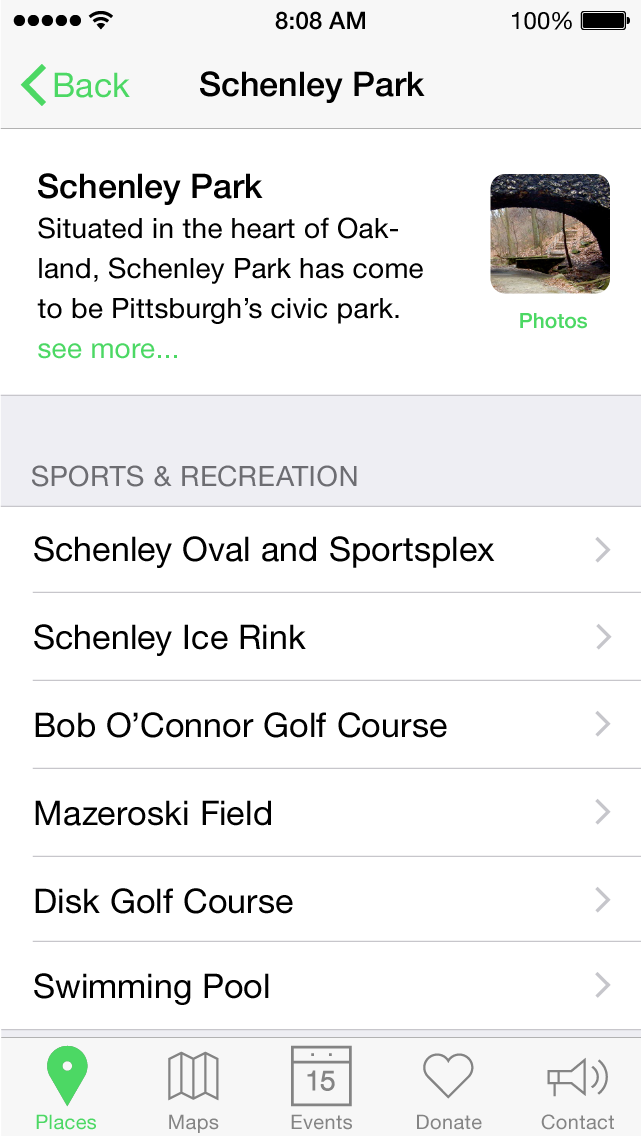 8:08 AM 100%
Back Schenley Park
Schenley Park
Situated in the heart of Oak-
land, Schenley Park has come
to be Pittsburgh’s civic park.
see more...
Photos
SPORTS & RECREATION
Schenley Oval and Sportsplex
Schenley Ice Rink
Bob O’Connor Golf Course
Mazeroski Field
Disk Golf Course
Swimming Pool
15
Places Maps Events Donate Contact